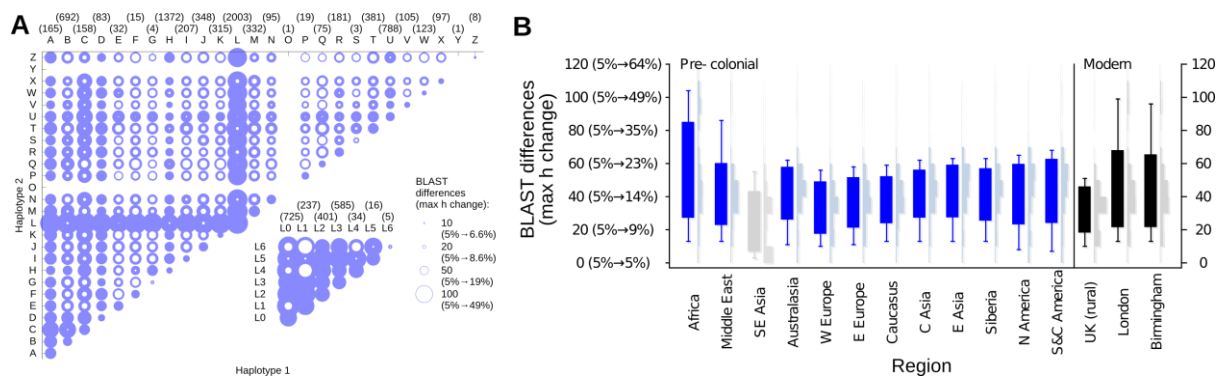 A
(692) (83) (15) (1372) (348) (2003) (95) (19) (181) (381) (105) (97) (8)
(165) (158) (32) (4) (207) (315) (332) (1) (75) (3) (788) (123) (1)
A B C D E F G H I J K L M N O P Q R S T U V W X Y Z
Z
Y
X
W
V
U
T
S
R
Q
P
O
N
M
L
K
J
I
H
G
F
E
D
C
B
A
Haplotype 2
Haplotype 1
(237) (585) (16)
(725) (401) (34) (5)
L0 L1 L2 L3 L4 L5 L6
L6
L5
L4
L3
L2
L1
L0
BLAST
differences
(max h change):
10
(5%→6.6%)
20
(5%→8.6%)
50
(5%→19%)
100
(5%→49%)
B
Pre-colonial
Modern
BLAST differences
(max h change)
120 (5%→64%)
100 (5%→49%)
80 (5%→35%)
60 (5%→23%)
40 (5%→14%)
20 (5%→9%)
0 (5%→5%)
120
100
80
60
40
20
0
Africa
Middle East
SE Asia
Australasia
W Europe
E Europe
Caucasus
C Asia
E Asia
Siberia
N America
S&C America
UK (rural)
London
Birmingham
Region